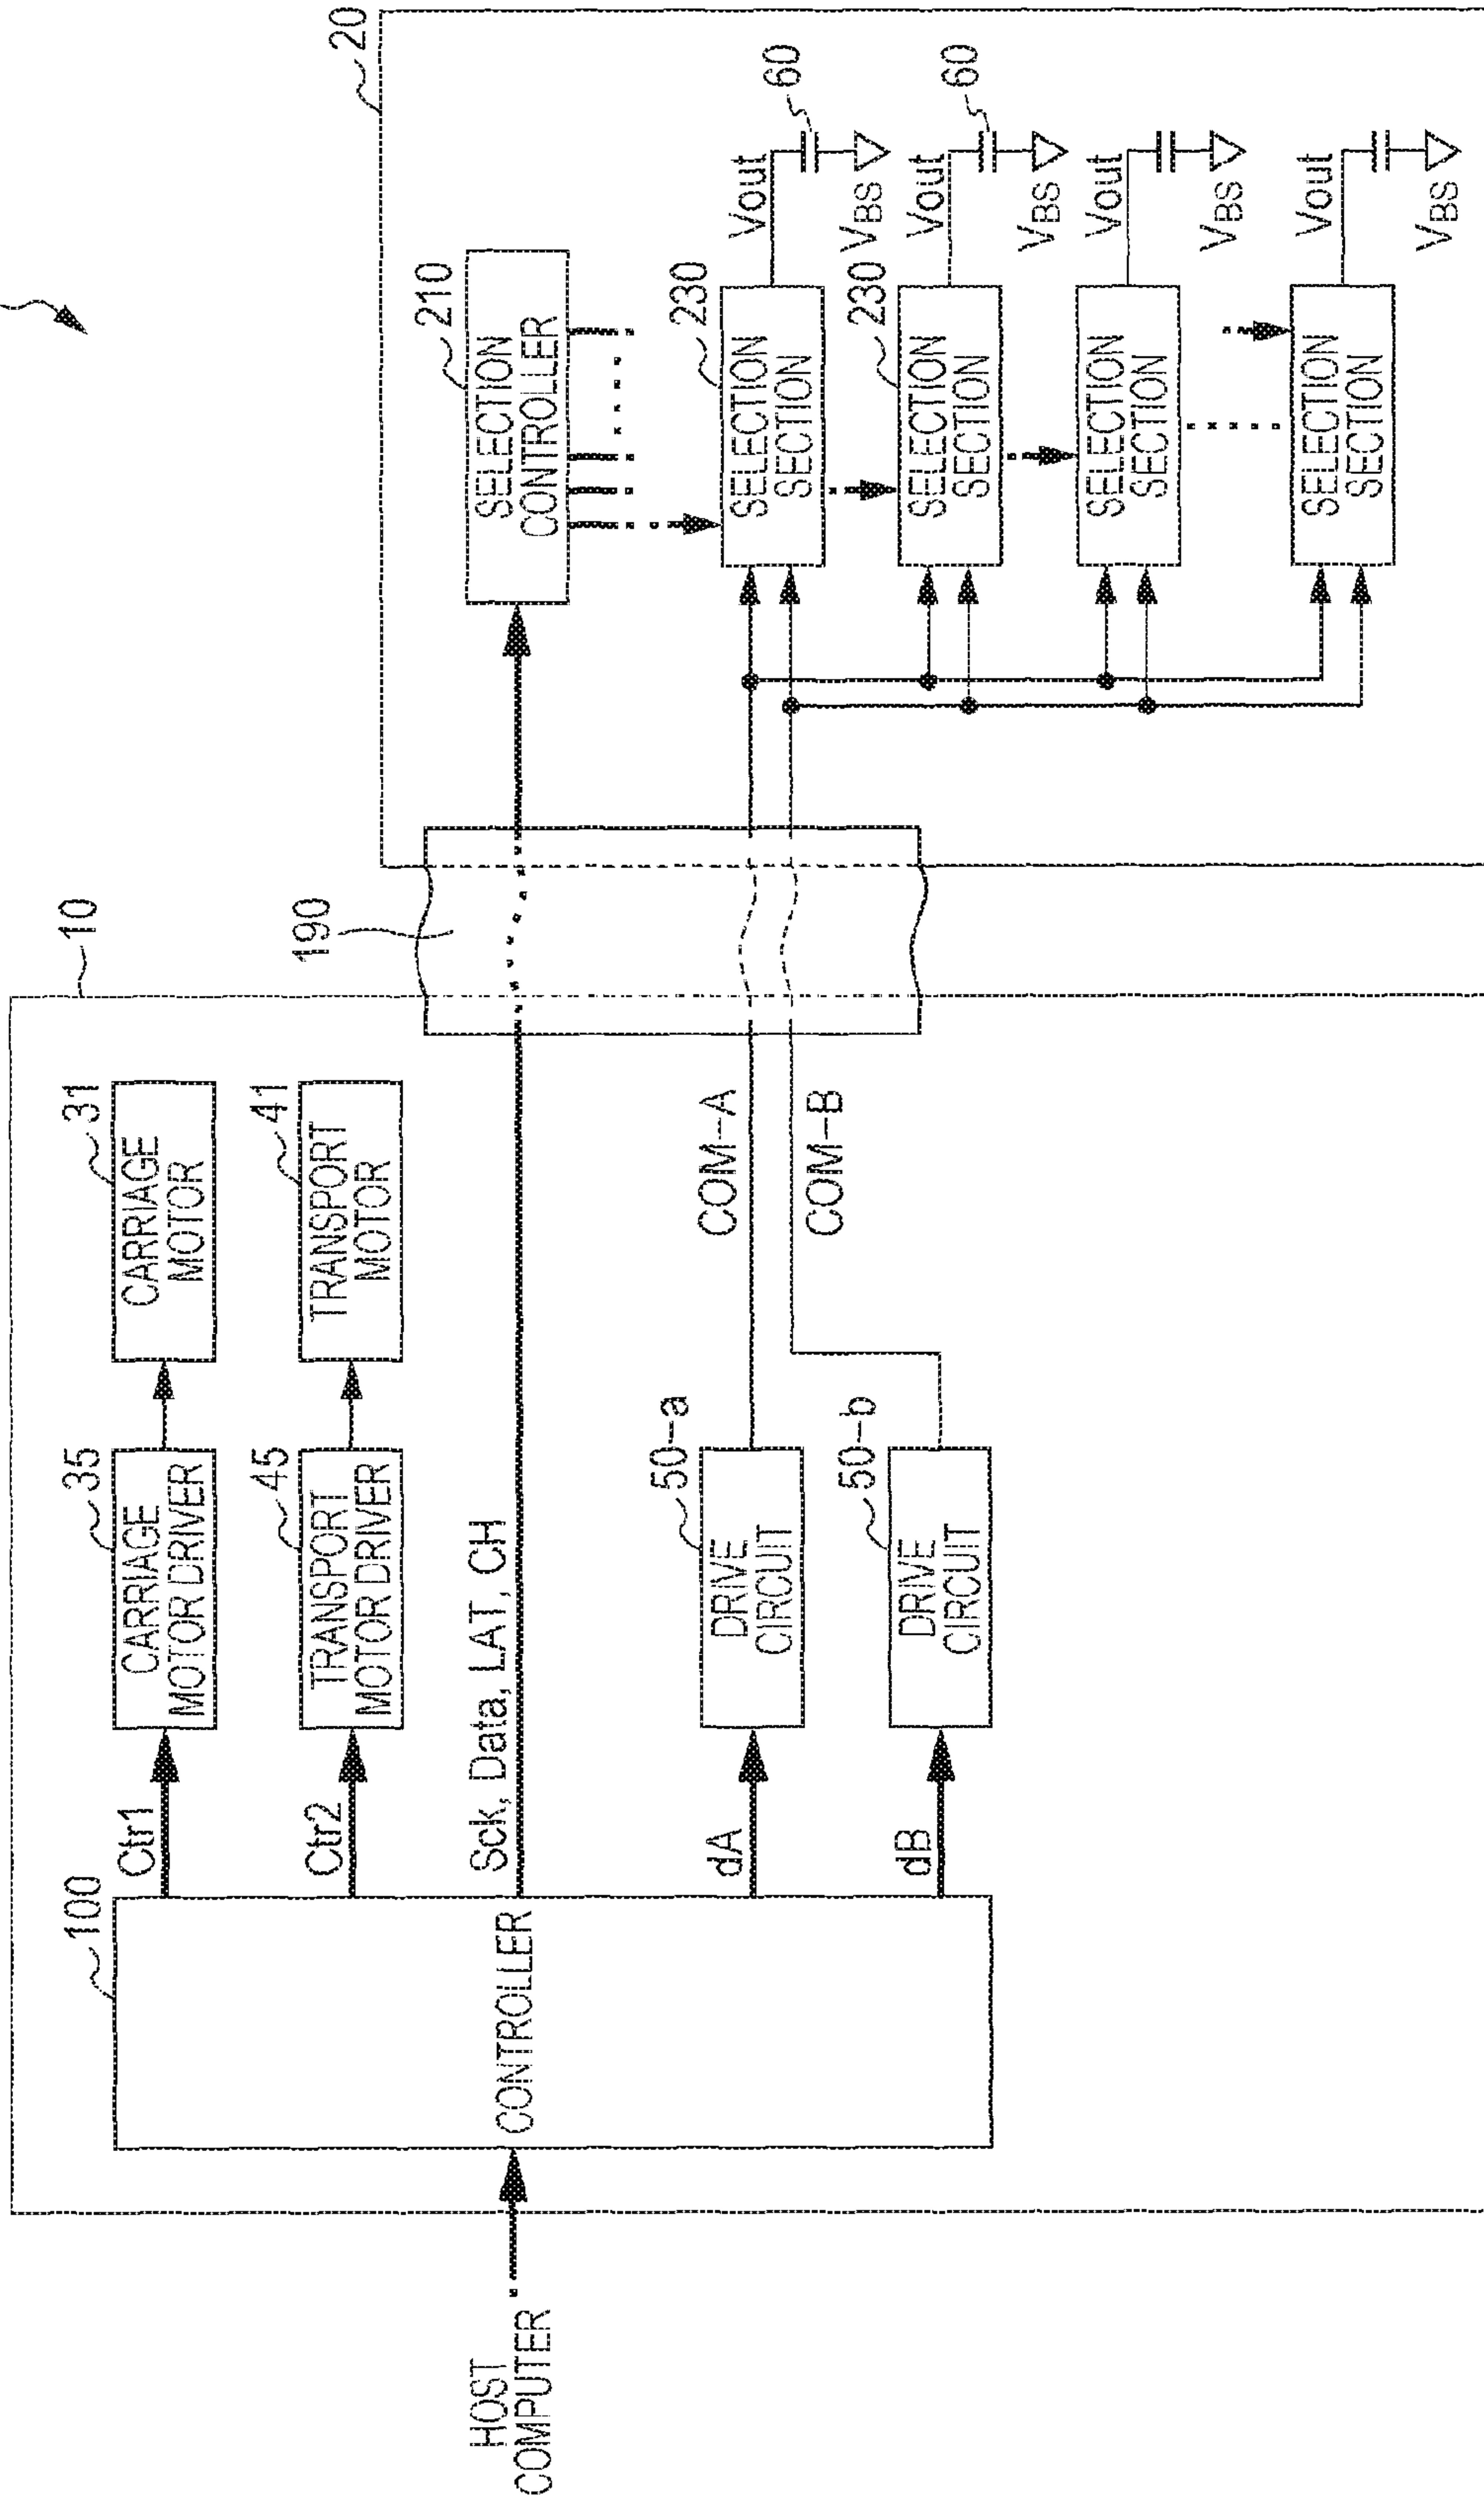 10
100
Ctr1
35
CARRIAGE
MOTOR DRIVER
31
CARRIAGE
MOTOR
Ctr2
45
TRANSPORT
MOTOR DRIVER
41
TRANSPORT
MOTOR
HOST
COMPUTER
CONTROLLER
Sck, Data, LAT, CH
190
20
210
SELECTION
CONTROLLER
dA
50-a
DRIVE
CIRCUIT
COM-A
COM-B
dB
50-b
DRIVE
CIRCUIT
230
SELECTION
SECTION
Vout
60
VBS
230
SELECTION
SECTION
Vout
60
VBS
SELECTION
SECTION
Vout
VBS
SELECTION
SECTION
Vout
VBS